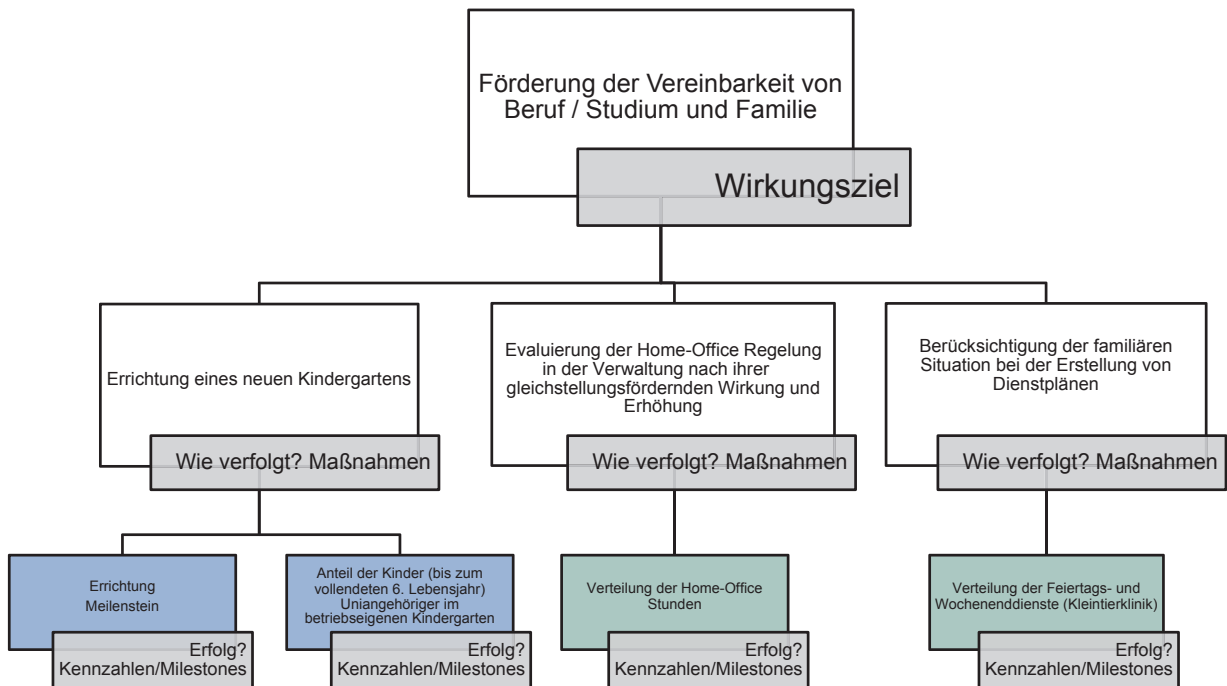 Förderung der Vereinbarkeit von
Beruf / Studium und Familie
Wirkungsziel
Errichtung eines neuen Kindergartens
Wie verfolgt? Maßnahmen
Evaluierung der Home-Office Regelung
in der Verwaltung nach ihrer
gleichstellungsfördernden Wirkung und
Erhöhung
Wie verfolgt? Maßnahmen
Berücksichtigung der familiären
Situation bei der Erstellung von
Dienstplänen
Wie verfolgt? Maßnahmen
Errichtung
Meilenstein
Erfolg?
Kennzahlen/Milestones
Anteil der Kinder (bis zum
vollendeten 6. Lebensjahr)
Uniangehöriger im
betriebseigenen Kindergarten
Erfolg?
Kennzahlen/Milestones
Verteilung der Home-Office
Stunden
Erfolg?
Kennzahlen/Milestones
Verteilung der Feiertags- und
Wochenenddienste (Kleintierklinik)
Erfolg?
Kennzahlen/Milestones